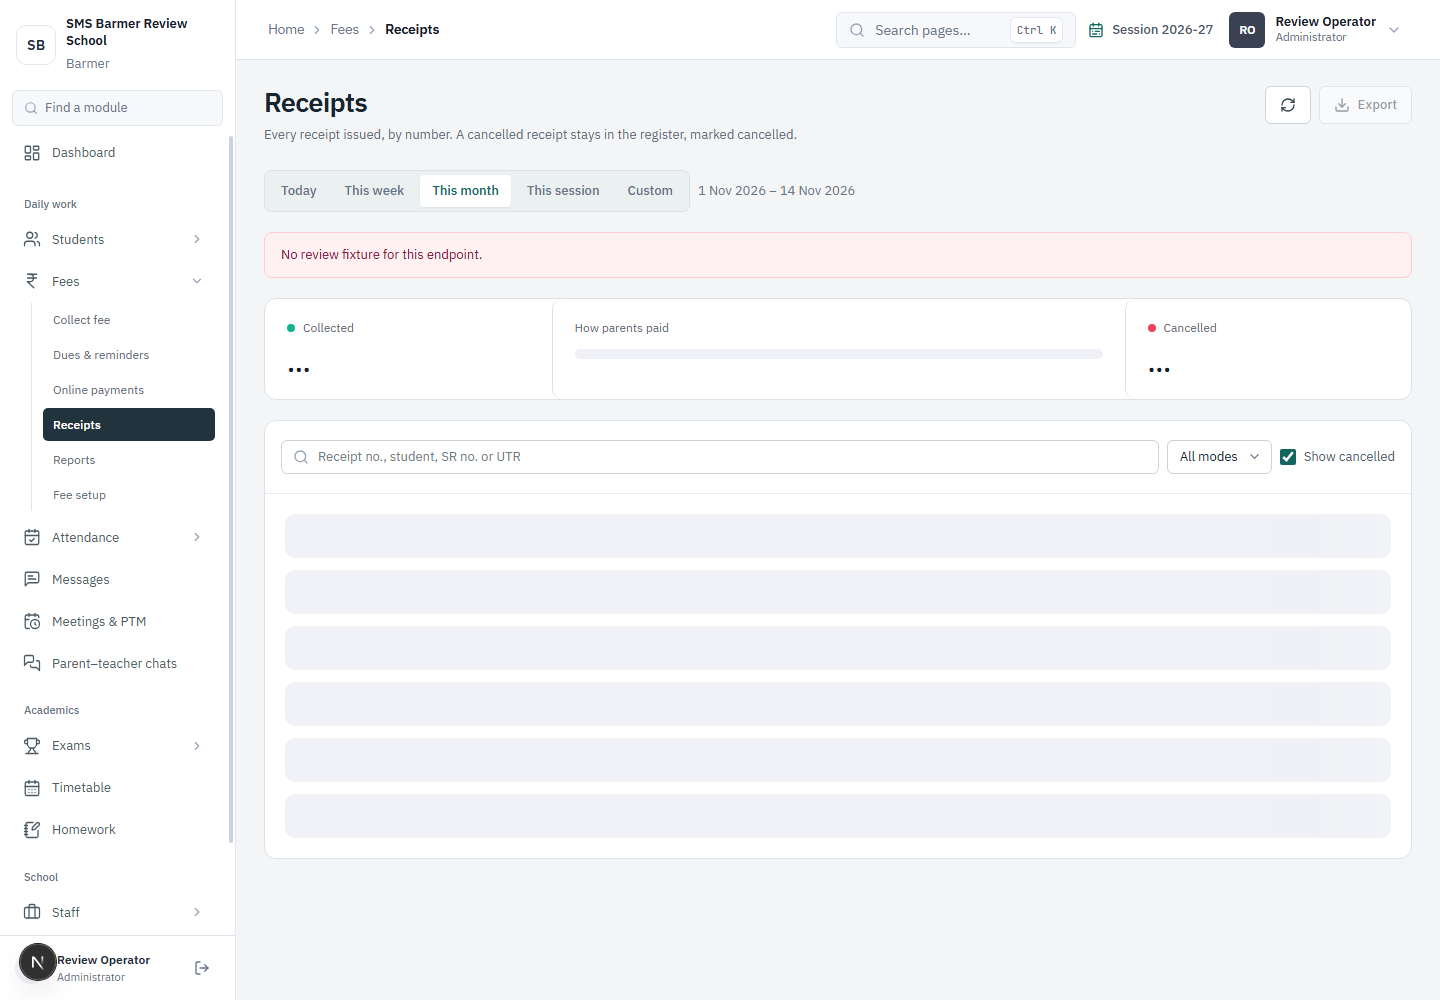 SB
SMS Barmer Review
School
Barmer
Find a module
Dashboard
Daily work
Students
Fees
Collect fee
Dues & reminders
Online payments
Receipts
Reports
Fee setup
Attendance
Messages
Meetings & PTM
Parent–teacher chats
Academics
Exams
Timetable
Homework
School
Staff
N
Review Operator
Administrator
Home
Fees
Receipts
Search pages...
Ctrl K
Session 2026-27
RO
Review Operator
Administrator
Receipts
Every receipt issued, by number. A cancelled receipt stays in the register, marked cancelled.
Export
Today
This week
This month
This session
Custom
1 Nov 2026 – 14 Nov 2026
No review fixture for this endpoint.
Collected
...
How parents paid
Cancelled
...
Receipt no., student, SR no. or UTR
All modes
Show cancelled